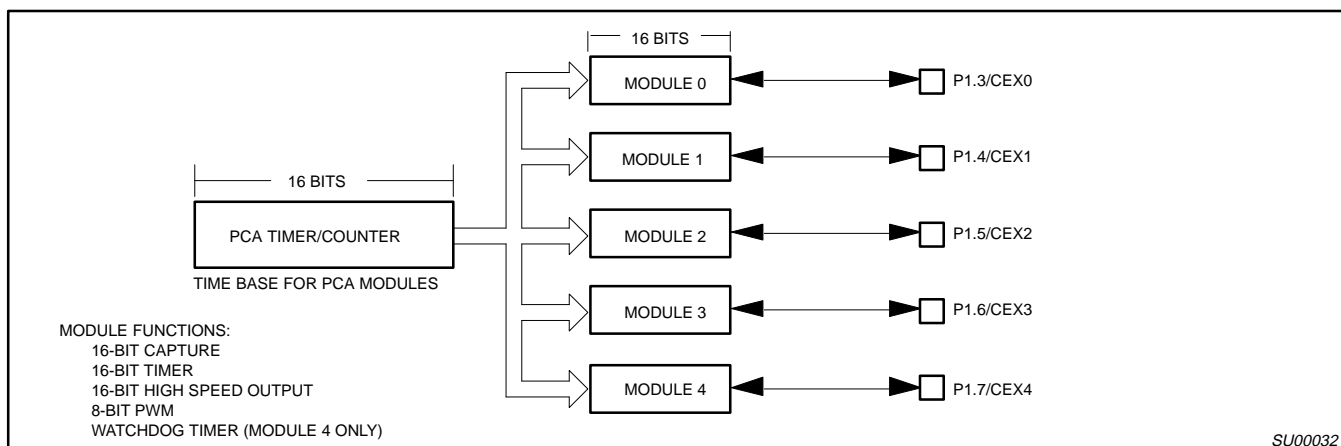 16 BITS
MODULE 0
P1.3/CEX0
MODULE 1
P1.4/CEX1
16 BITS
PCA TIMER/COUNTER
MODULE 2
P1.5/CEX2
TIME BASE FOR PCA MODULES
MODULE 3
P1.6/CEX3
MODULE FUNCTIONS:
16-BIT CAPTURE
16-BIT TIMER
16-BIT HIGH SPEED OUTPUT
8-BIT PWM
WATCHDOG TIMER (MODULE 4 ONLY)
MODULE 4
P1.7/CEX4
SU00032